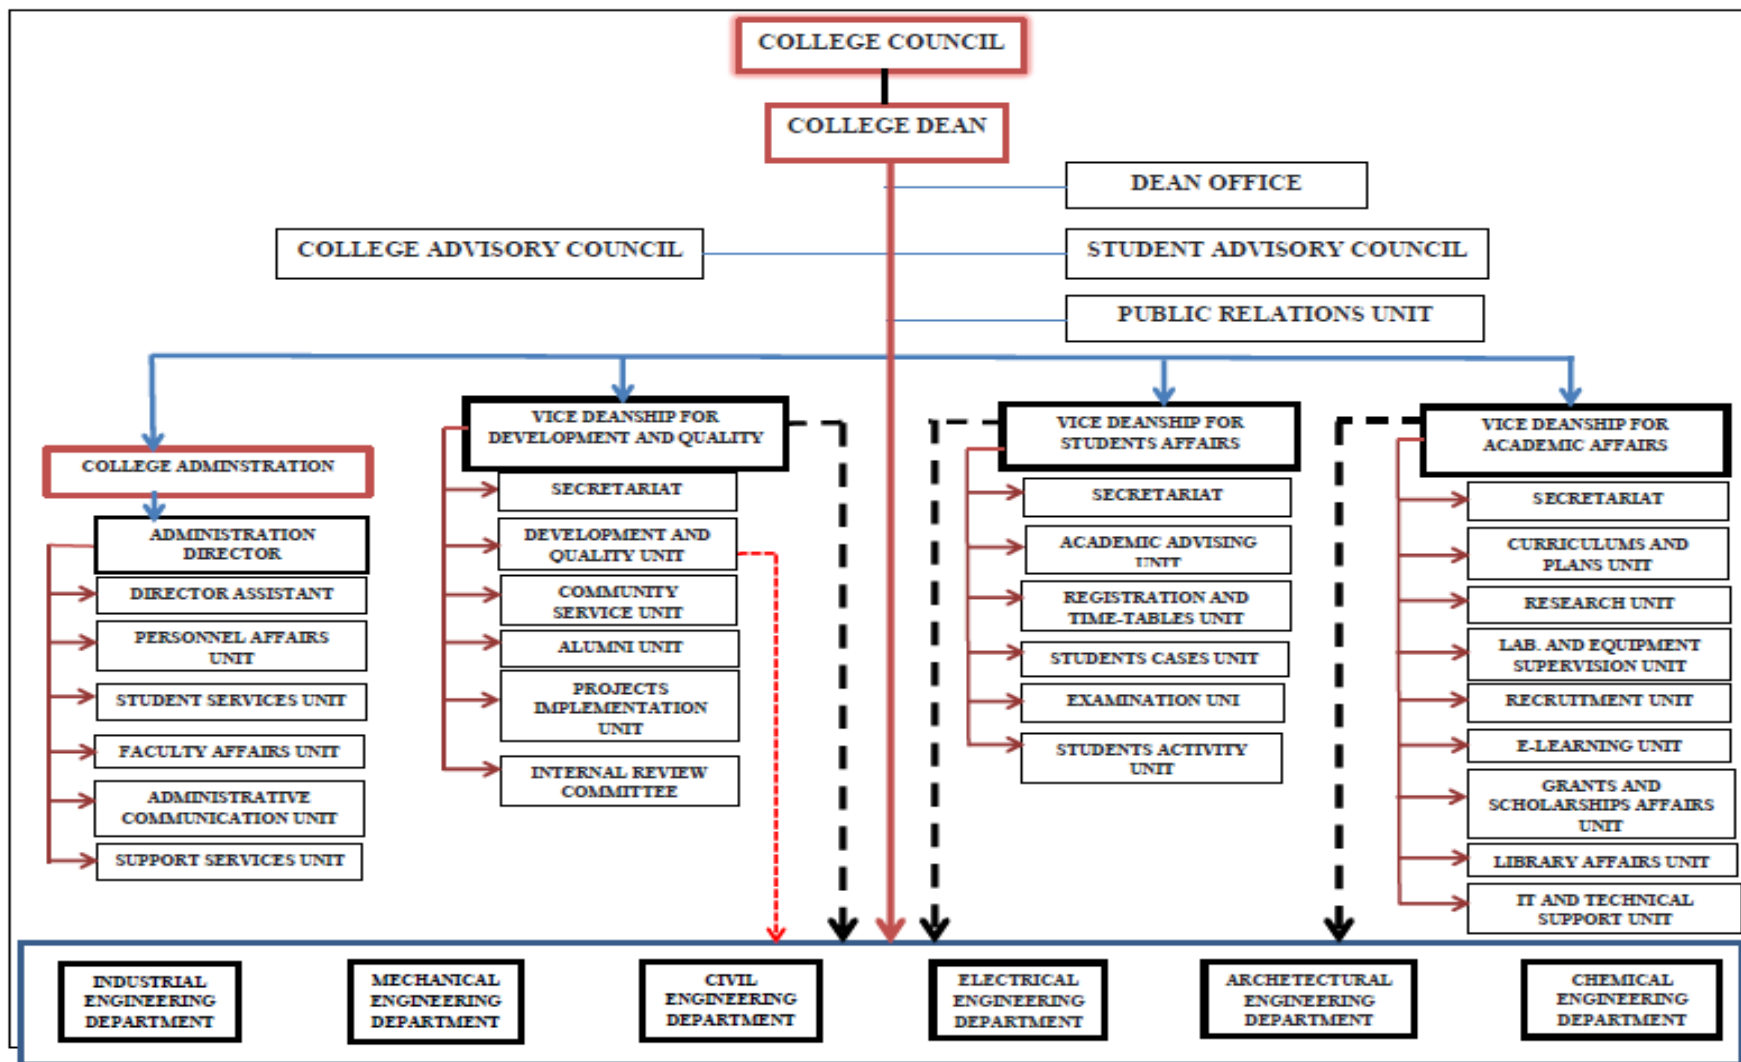 COLLEGE COUNCIL
COLLEGE DEAN
DEAN OFFICE
COLLEGE ADVISORY COUNCIL
STUDENT ADVISORY COUNCIL
PUBLIC RELATIONS UNIT
COLLEGE ADMINSTRATION
ADMINISTRATION
DIRECTOR
DIRECTOR ASSISTANT
PERSONNEL AFFAIRS
UNIT
STUDENT SERVICES UNIT
FACULTY AFFAIRS UNIT
ADMINISTRATIVE
COMMUNICATION UNIT
SUPPORT SERVICES UNIT
VICE DEANSHIP FOR
DEVELOPMENT AND QUALITY
SECRETARIAT
DEVELOPMENT AND
QUALITY UNIT
COMMUNITY
SERVICE UNIT
ALUMNI UNIT
PROJECTS
IMPLEMENTATION
UNIT
INTERNAL REVIEW
COMMITTEE
VICE DEANSHIP FOR
STUDENTS AFFAIRS
SECRETARIAT
ACADEMIC ADVISING
UNIT
REGISTRATION AND
TIME-TABLES UNIT
STUDENTS CASES UNIT
EXAMINATION UNI
STUDENTS ACTIVITY
UNIT
VICE DEANSHIP FOR
ACADEMIC AFFAIRS
SECRETARIAT
CURRICULUMS AND
PLANS UNIT
RESEARCH UNIT
LAB. AND EQUIPMENT
SUPERVISION UNIT
RECRUITMENT UNIT
E-LEARNING UNIT
GRANTS AND
SCHOLARSHIPS AFFAIRS
UNIT
LIBRARY AFFAIRS UNIT
IT AND TECHNICAL
SUPPORT UNIT
INDUSTRIAL
ENGINEERING
DEPARTMENT
MECHANICAL
ENGINEERING
DEPARTMENT
CIVIL
ENGINEERING
DEPARTMENT
ELECTRICAL
ENGINEERING
DEPARTMENT
ARCHETECTURAL
ENGINEERING
DEPARTMENT
CHEMICAL
ENGINEERING
DEPARTMENT